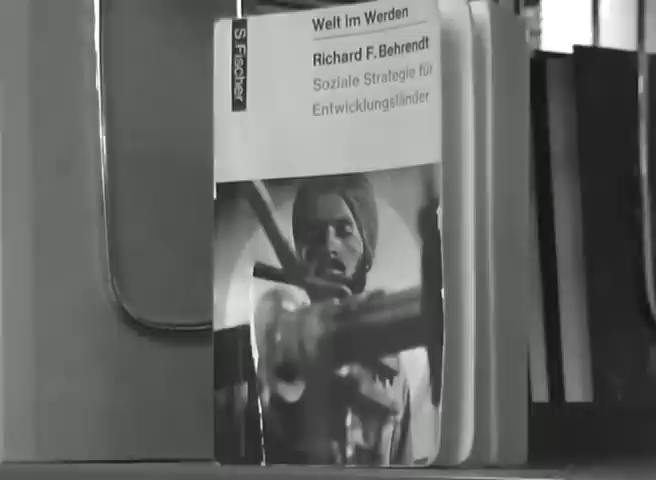 S.Fischer
Welt im Werden
Richard F. Behrendt
Soziale Strategie für
Entwicklungsländer